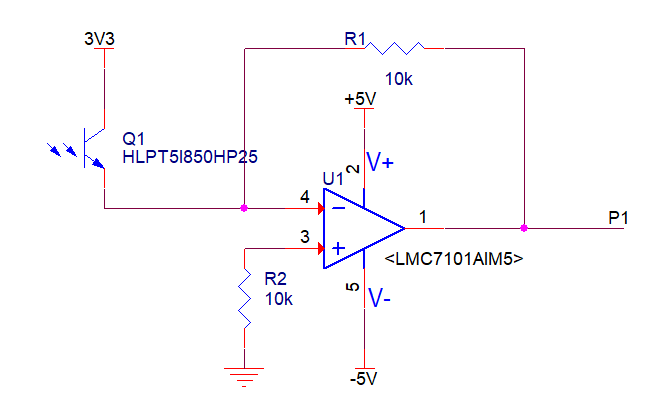 3V3
R1
10k
+5V
Q1
HLPT5I850HP25
V+
2
U1
4
−
1
P1
3
+
<LMC7101AIM5>
R2
10k
5
V-
-5V